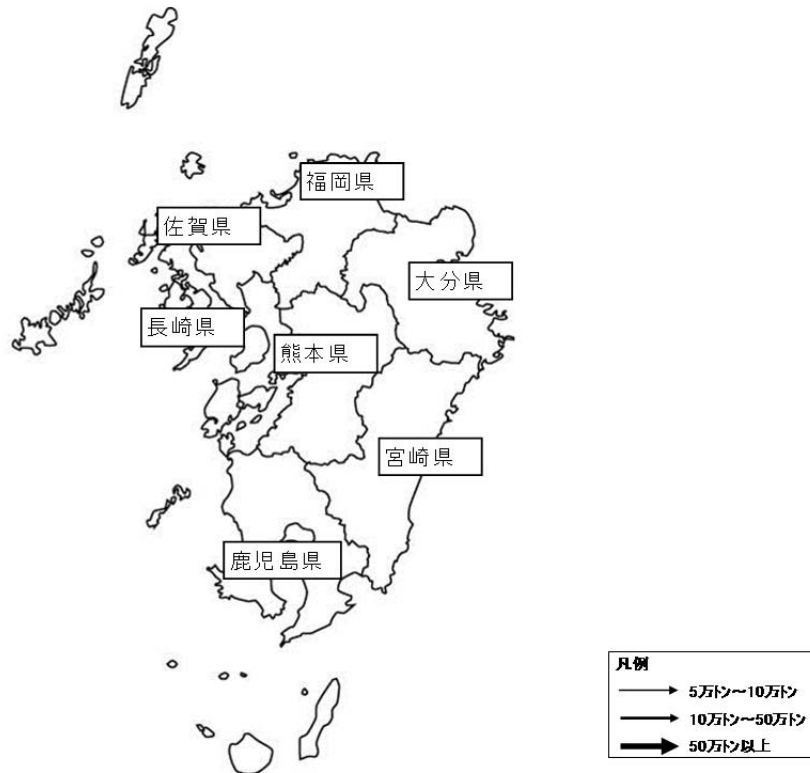 福岡県
佐賀県
大分県
長崎県
熊本県
宮崎県
鹿児島県
凡例
5万トン～10万トン
10万トン～50万トン
50万トン以上